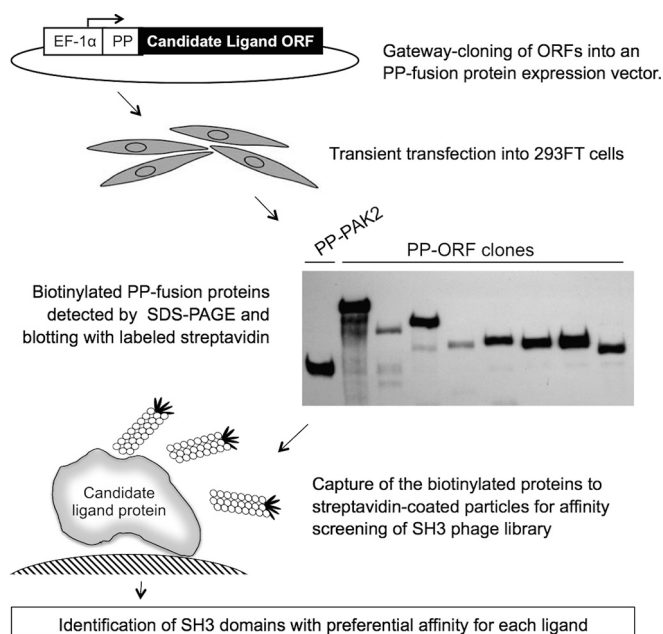 EF-1α PP Candidate Ligand ORF
Gateway-cloning of ORFs into an
PP-fusion protein expression vector.
Transient transfection into 293FT cells
PP-PAK2
PP-ORF clones
Biotinylated PP-fusion proteins
detected by SDS-PAGE and
blotting with labeled streptavidin
Candidate
ligand protein
Capture of the biotinylated proteins to
streptavidin-coated particles for affinity
screening of SH3 phage library
Identification of SH3 domains with preferential affinity for each ligand